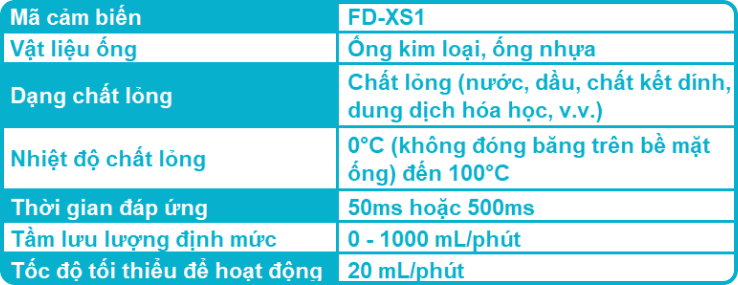 Mã cảm biến FD-XS1
Vật liệu ống Ống kim loại, ống nhựa
Dạng chất lỏng Chất lỏng (nước, dầu, chất kết dính,
dung dịch hóa học, v.v.)
Nhiệt độ chất lỏng 0°C (không đóng băng trên bề mặt
ống) đến 100°C
Thời gian đáp ứng 50ms hoặc 500ms
Tầm lưu lượng định mức 0 - 1000 mL/phút
Tốc độ tối thiểu để hoạt động 20 mL/phút